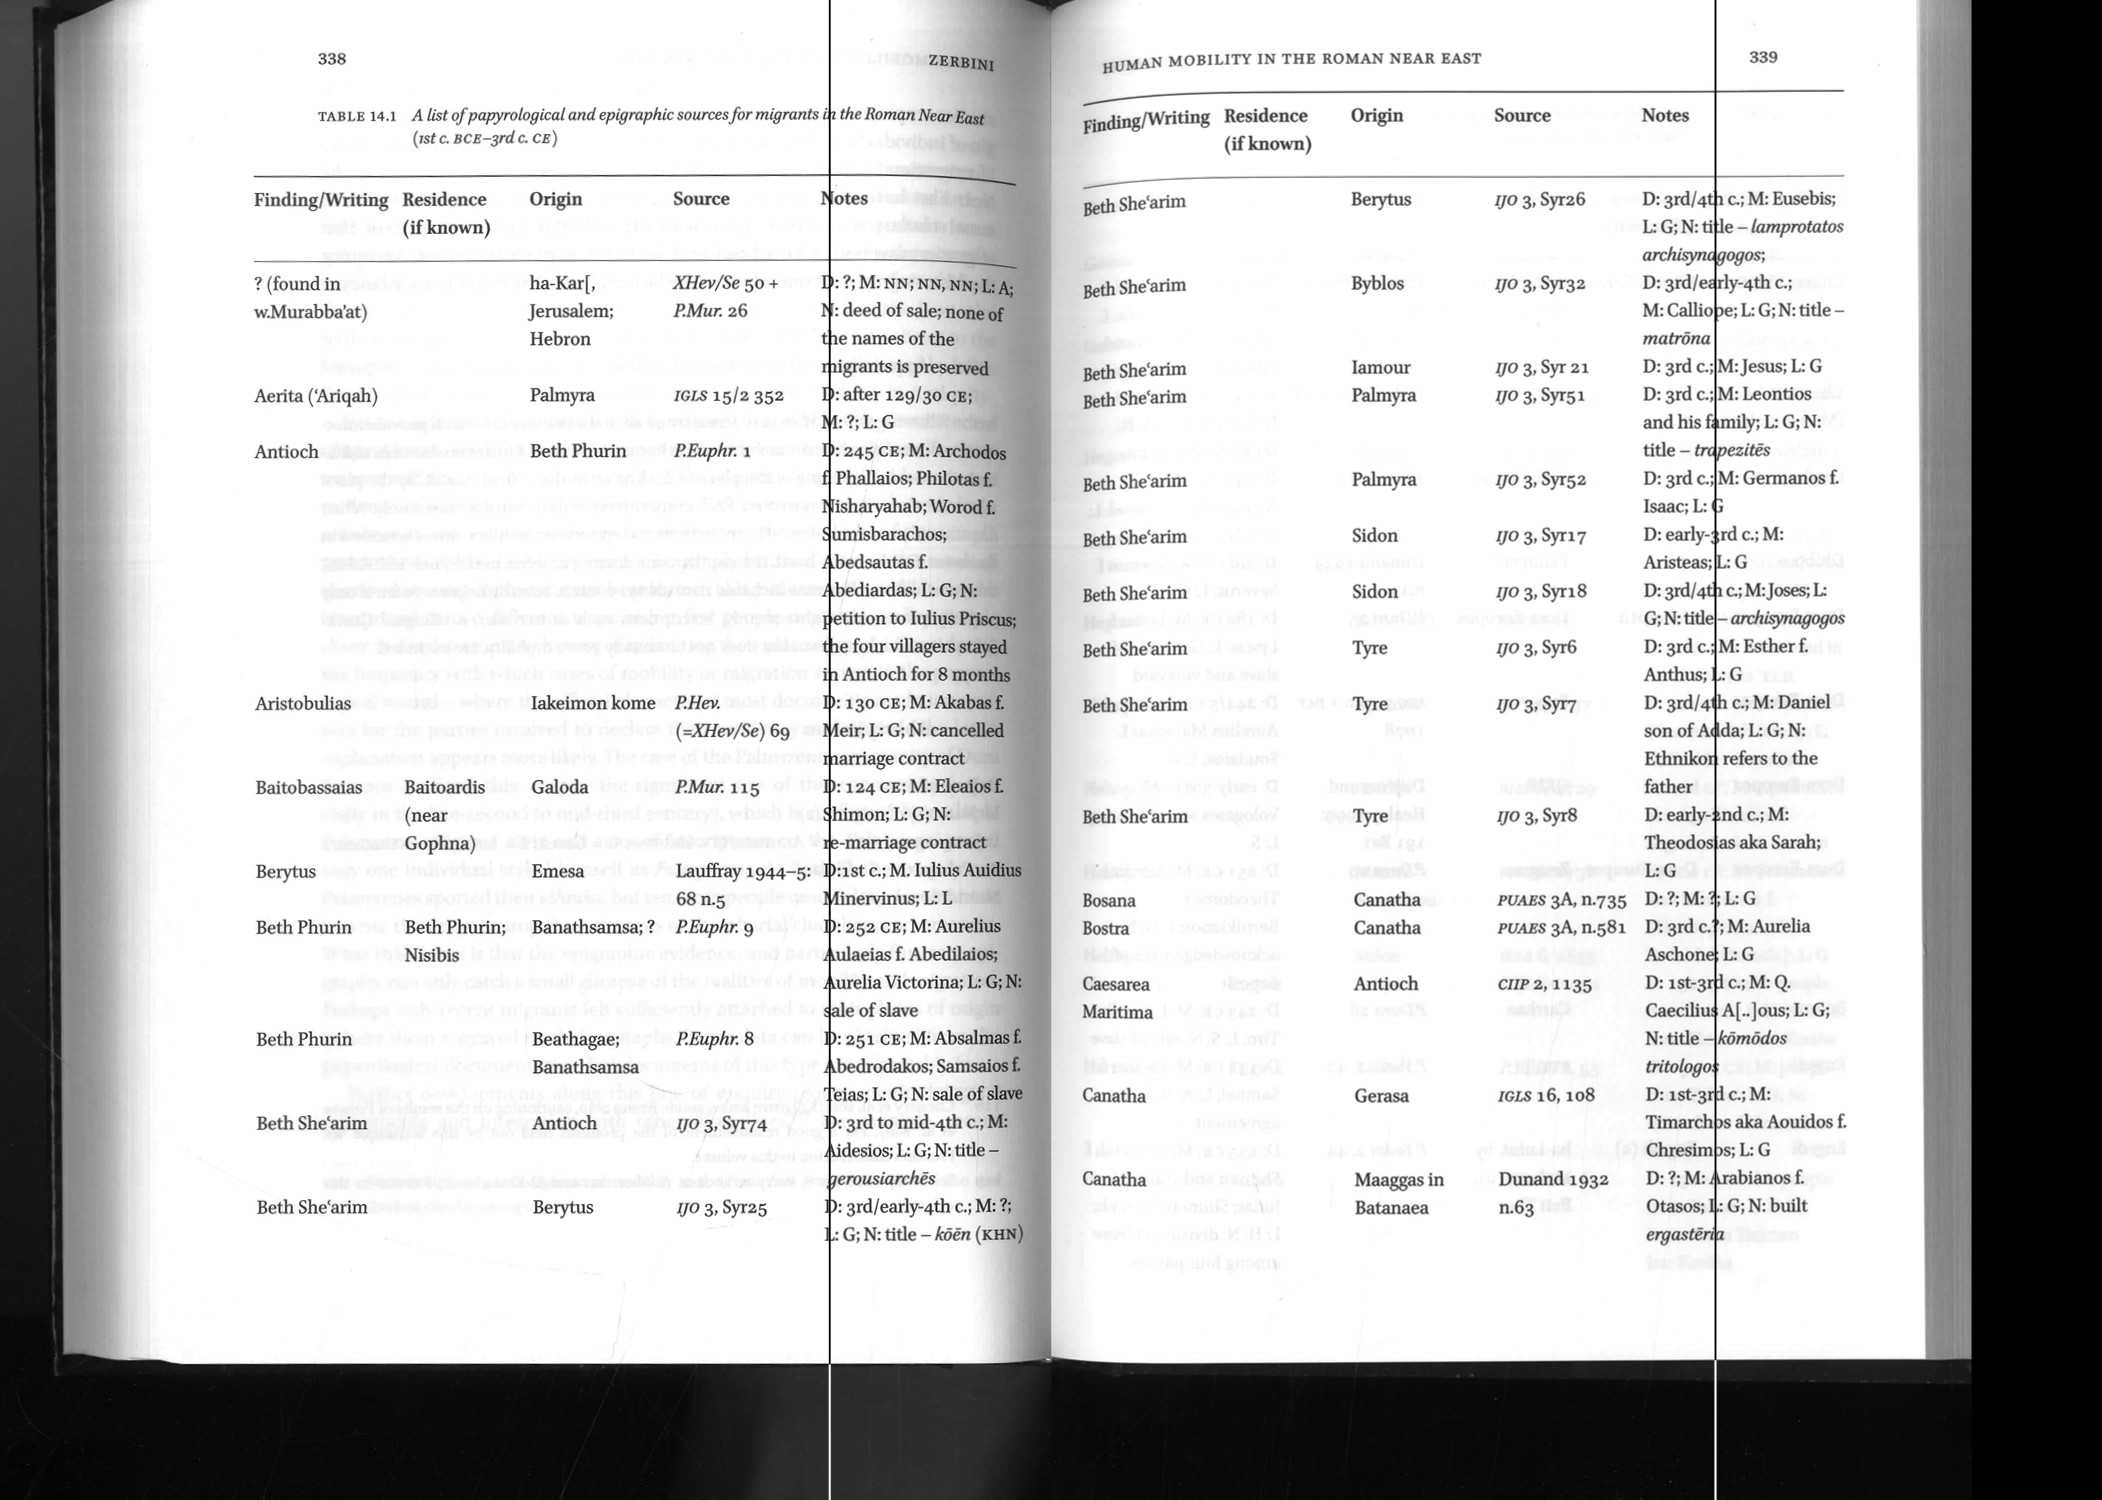 338
ZERBINI
TABLE 14.1 A list of papyrological and epigraphic sources for migrants in the Roman Near East
(1st c. BCE–3rd c. CE)
Finding/Writing Residence Origin Source Notes
(if known)
? (found in ha-Kar[, XHev/Se 50 + D: ?; M: NN; NN, NN; L: A;
w.Murabba'at) Jerusalem; P.Mur. 26 N: deed of sale; none of
Hebron the names of the
migrants is preserved
Aerita (‘Ariqah) Palmyra IGLS 15/2 352 D: after 129/30 CE;
M: ?; L: G
Antioch Beth Phurin P.Euphr. 1 D: 245 CE; M: Archodos
f. Phallaios; Philotas f.
Nisharyahab; Worod f.
Sumisbarachos;
Abedsautas f.
Abediardas; L: G; N:
petition to Iulius Priscus;
the four villagers stayed
in Antioch for 8 months
Aristobulias Iakeimon kome P.Hev. D: 130 CE; M: Akabas f.
(=XHev/Se) 69 Meir; L: G; N: cancelled
marriage contract
Baitobassaias Baitoardis Galoda P.Mur. 115 D: 124 CE; M: Eleaios f.
(near Shimon; L: G; N:
Gophna) re-marriage contract
Berytus Emesa Lauffray 1944–5: D:1st c.; M. Iulius Auidius
68 n.5 Minervinus; L: L
Beth Phurin Beth Phurin; Banathsamsa; ? P.Euphr. 9 D: 252 CE; M: Aurelius
Nisibis Aulaeias f. Abedilaios;
Aurelia Victorina; L: G; N:
sale of slave
Beth Phurin Beathagae; P.Euphr. 8 D: 251 CE; M: Absalmas f.
Banathsamsa Abedrodakos; Samsaios f.
Teias; L: G; N: sale of slave
Beth She‘arim Antioch IJO 3, Syr74 D: 3rd to mid-4th c.; M:
Aidesios; L: G; N: title –
gerousiarchēs
Beth She‘arim Berytus IJO 3, Syr25 D: 3rd/early-4th c.; M: ?;
L: G; N: title – kōēn (KHN)
HUMAN MOBILITY IN THE ROMAN NEAR EAST
339
Finding/Writing Residence Origin Source Notes
(if known)
Beth She‘arim Berytus IJO 3, Syr26 D: 3rd/4th c.; M: Eusebis;
L: G; N: title – lamprotatos
archisynagogos;
Beth She‘arim Byblos IJO 3, Syr32 D: 3rd/early-4th c.;
M: Calliope; L: G; N: title –
matrōna
Beth She‘arim Iamour IJO 3, Syr 21 D: 3rd c.; M: Jesus; L: G
Beth She‘arim Palmyra IJO 3, Syr51 D: 3rd c.; M: Leontios
and his family; L: G; N:
title – trapezitēs
Beth She‘arim Palmyra IJO 3, Syr52 D: 3rd c.; M: Germanos f.
Isaac; L: G
Beth She‘arim Sidon IJO 3, Syr17 D: early-3rd c.; M:
Aristeas; L: G
Beth She‘arim Sidon IJO 3, Syr18 D: 3rd/4th c.; M: Joses; L:
G; N: title – archisynagogos
Beth She‘arim Tyre IJO 3, Syr6 D: 3rd c.; M: Esther f.
Anthus; L: G
Beth She‘arim Tyre IJO 3, Syr7 D: 3rd/4th c.; M: Daniel
son of Adda; L: G; N:
Ethnikon refers to the
father
Beth She‘arim Tyre IJO 3, Syr8 D: early-2nd c.; M:
Theodosias aka Sarah;
L: G
Bosana Canatha PUAES 3A, n.735 D: ?; M: ?; L: G
Bostra Canatha PUAES 3A, n.581 D: 3rd c.?; M: Aurelia
Aschone; L: G
Caesarea Antioch CIIP 2, 1135 D: 1st-3rd c.; M: Q.
Maritima Caecilius A[..]ous; L: G;
N: title – kōmōdos
tritologos
Canatha Gerasa IGLS 16, 108 D: 1st-3rd c.; M:
Timarchos aka Aouidos f.
Chresimos; L: G
Canatha Maaggas in Dunand 1932 D: ?; M: Arabianos f.
Batanaea n.63 Otasos; L: G; N: built
ergastēria